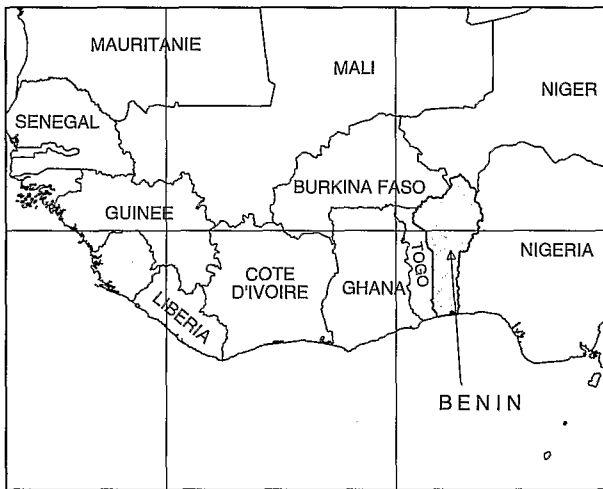 MAURITANIE
MALI
NIGER
SENEGAL
BURKINA FASO
GUINEE
NIGERIA
COTE
D'IVOIRE
GHANA
TOGO
LIBERIA
BENIN